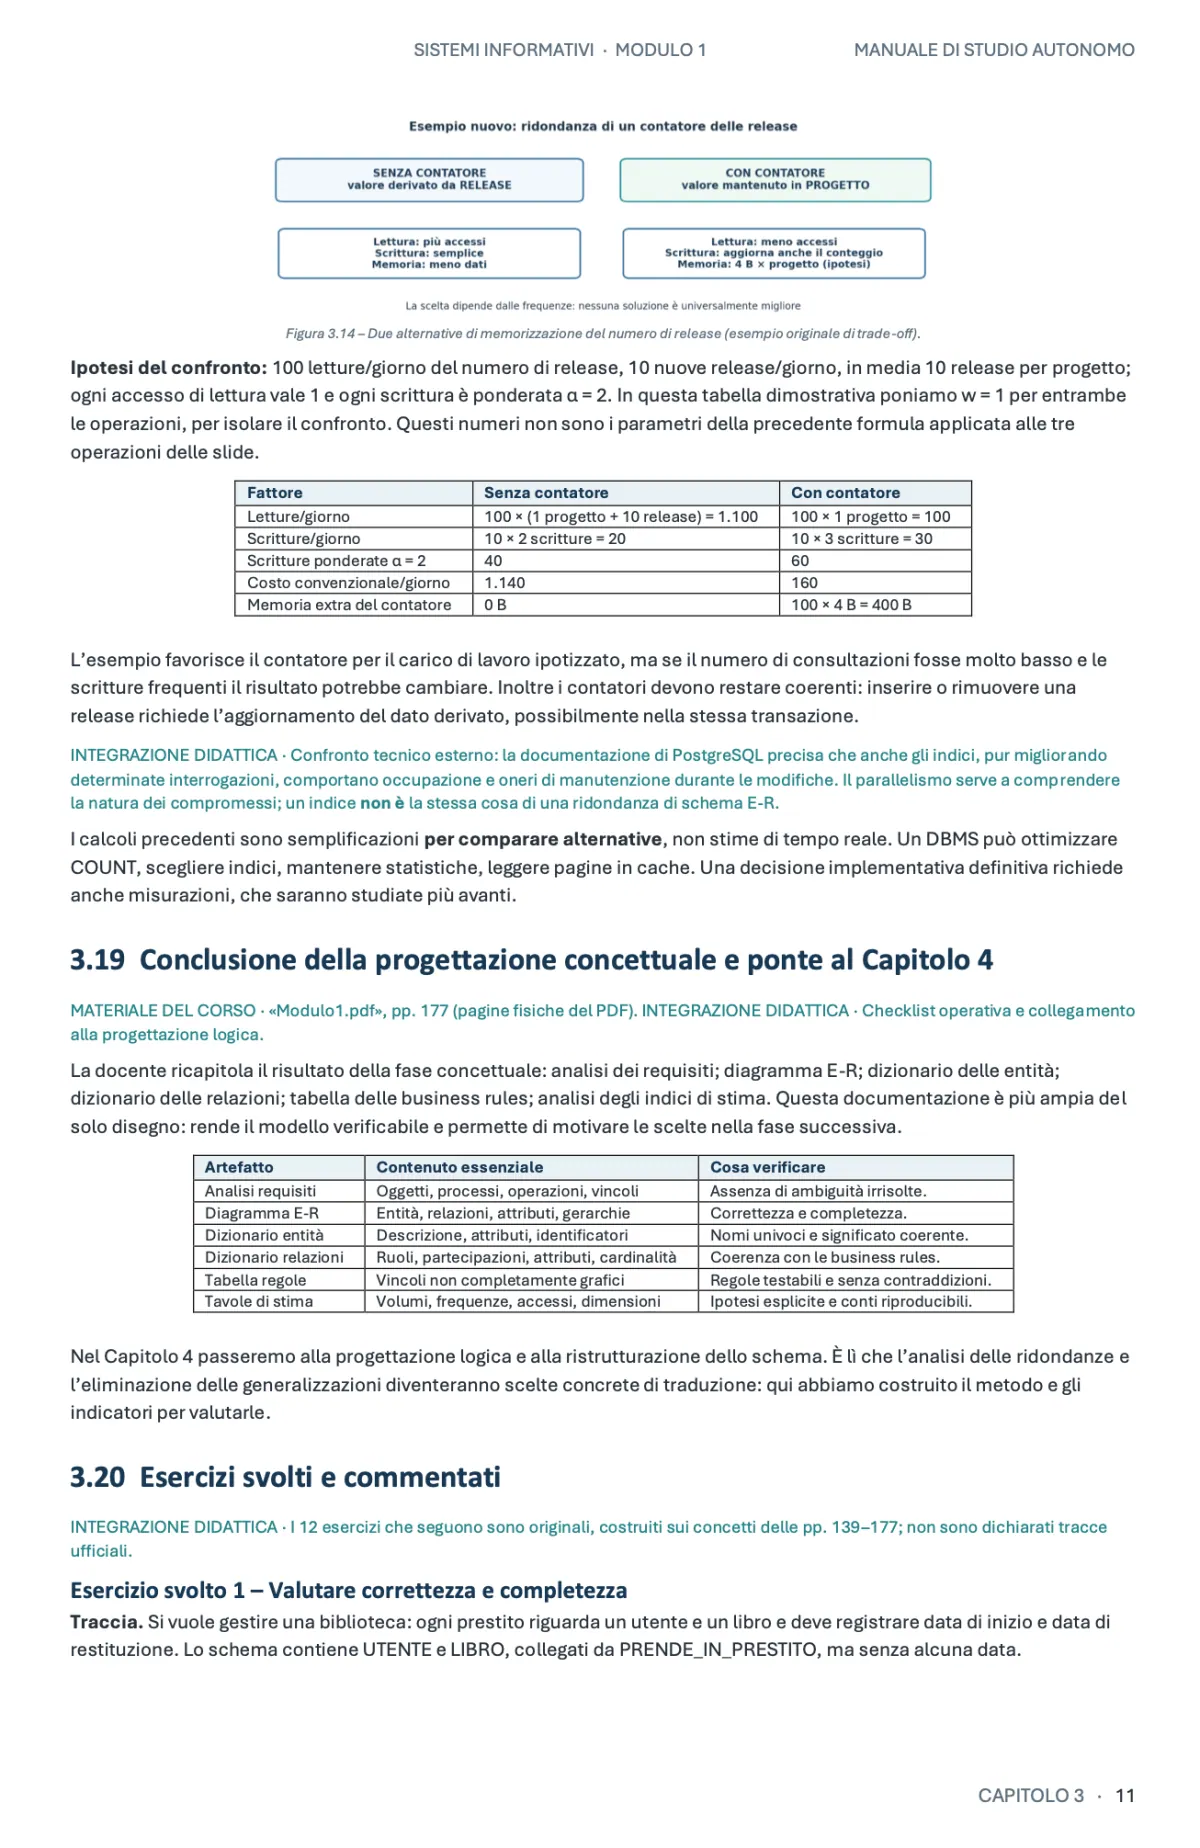 SISTEMI INFORMATIVI · MODULO 1 MANUALE DI STUDIO AUTONOMO
Esempio nuovo: ridondanza di un contatore delle release
SENZA CONTATORE
valore derivato da RELEASE
CON CONTATORE
valore mantenuto in PROGETTO
Lettura: più accessi
Scrittura: semplice
Memoria: meno dati
Lettura: meno accessi
Scrittura: aggiorna anche il conteggio
Memoria: 4 B × progetto (ipotesi)
La scelta dipende dalle frequenze: nessuna soluzione è universalmente migliore
Figura 3.14 – Due alternative di memorizzazione del numero di release (esempio originale di trade-off).
Ipotesi del confronto: 100 letture/giorno del numero di release, 10 nuove release/giorno, in media 10 release per progetto;
ogni accesso di lettura vale 1 e ogni scrittura è ponderata α = 2. In questa tabella dimostrativa poniamo w = 1 per entrambe
le operazioni, per isolare il confronto. Questi numeri non sono i parametri della precedente formula applicata alle tre
operazioni delle slide.
Fattore Senza contatore Con contatore
Letture/giorno 100 × (1 progetto + 10 release) = 1.100 100 × 1 progetto = 100
Scritture/giorno 10 × 2 scritture = 20 10 × 3 scritture = 30
Scritture ponderate α = 2 40 60
Costo convenzionale/giorno 1.140 160
Memoria extra del contatore 0 B 100 × 4 B = 400 B
L’esempio favorisce il contatore per il carico di lavoro ipotizzato, ma se il numero di consultazioni fosse molto basso e le
scritture frequenti il risultato potrebbe cambiare. Inoltre i contatori devono restare coerenti: inserire o rimuovere una
release richiede l’aggiornamento del dato derivato, possibilmente nella stessa transazione.
INTEGRAZIONE DIDATTICA · Confronto tecnico esterno: la documentazione di PostgreSQL precisa che anche gli indici, pur migliorando
determinate interrogazioni, comportano occupazione e oneri di manutenzione durante le modifiche. Il parallelismo serve a comprendere
la natura dei compromessi; un indice non è la stessa cosa di una ridondanza di schema E-R.
I calcoli precedenti sono semplificazioni per comparare alternative, non stime di tempo reale. Un DBMS può ottimizzare
COUNT, scegliere indici, mantenere statistiche, leggere pagine in cache. Una decisione implementativa definitiva richiede
anche misurazioni, che saranno studiate più avanti.
3.19 Conclusione della progettazione concettuale e ponte al Capitolo 4
MATERIALE DEL CORSO · «Modulo1.pdf», pp. 177 (pagine fisiche del PDF). INTEGRAZIONE DIDATTICA · Checklist operativa e collegamento
alla progettazione logica.
La docente ricapitola il risultato della fase concettuale: analisi dei requisiti; diagramma E-R; dizionario delle entità;
dizionario delle relazioni; tabella delle business rules; analisi degli indici di stima. Questa documentazione è più ampia del
solo disegno: rende il modello verificabile e permette di motivare le scelte nella fase successiva.
Artefatto Contenuto essenziale Cosa verificare
Analisi requisiti Oggetti, processi, operazioni, vincoli Assenza di ambiguità irrisolte.
Diagramma E-R Entità, relazioni, attributi, gerarchie Correttezza e completezza.
Dizionario entità Descrizione, attributi, identificatori Nomi univoci e significato coerente.
Dizionario relazioni Ruoli, partecipazioni, attributi, cardinalità Coerenza con le business rules.
Tabella regole Vincoli non completamente grafici Regole testabili e senza contraddizioni.
Tavole di stima Volumi, frequenze, accessi, dimensioni Ipotesi esplicite e conti riproducibili.
Nel Capitolo 4 passeremo alla progettazione logica e alla ristrutturazione dello schema. È lì che l’analisi delle ridondanze e
l’eliminazione delle generalizzazioni diventeranno scelte concrete di traduzione: qui abbiamo costruito il metodo e gli
indicatori per valutarle.
3.20 Esercizi svolti e commentati
INTEGRAZIONE DIDATTICA · I 12 esercizi che seguono sono originali, costruiti sui concetti delle pp. 139–177; non sono dichiarati tracce
ufficiali.
Esercizio svolto 1 – Valutare correttezza e completezza
Traccia. Si vuole gestire una biblioteca: ogni prestito riguarda un utente e un libro e deve registrare data di inizio e data di
restituzione. Lo schema contiene UTENTE e LIBRO, collegati da PRENDE_IN_PRESTITO, ma senza alcuna data.
CAPITOLO 3 · 11